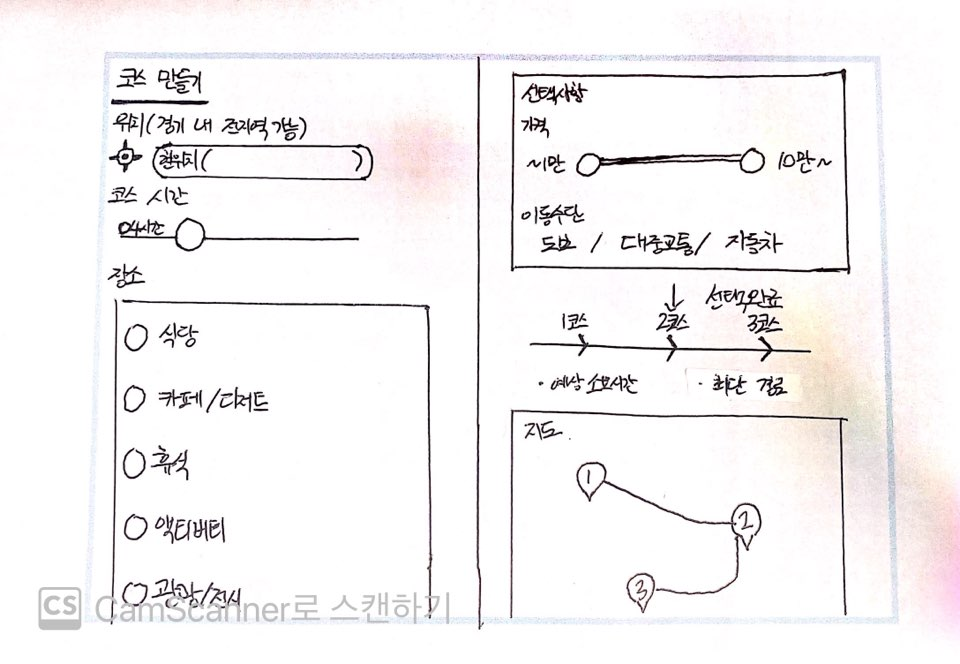 코스 만들기
위치(경기 내 전지역 가능)
현위치( )
코스 시간
04시간
장소
식당
카페/디저트
휴식
액티비티
관광/전시
선택사항
가격
~1만 10만~
이동수단
도보 / 대중교통 / 자동차
↓ 선택완료
1코스 2코스 3코스
· 예상 소요시간 · 최단 경로
지도.
1
2
3
CS CamScanner로 스캔하기